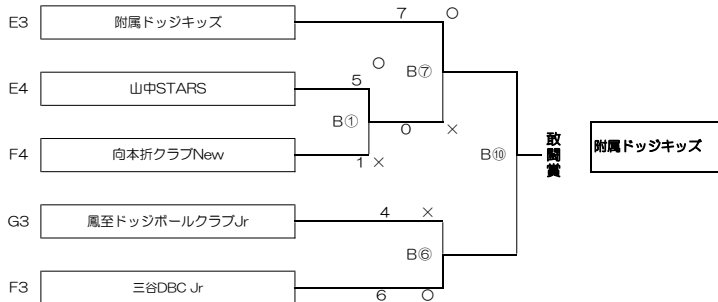 E3 附属ドッジキッズ 7 ○
B⑦
E4 山中STARS 5 ○
B① 0 ×
F4 向本折クラブNew 1 ×
B⑩ 敢闘賞 附属ドッジキッズ
G3 鳳至ドッジボールクラブJr 4 ×
B⑥
F3 三谷DBC Jr 6 ○